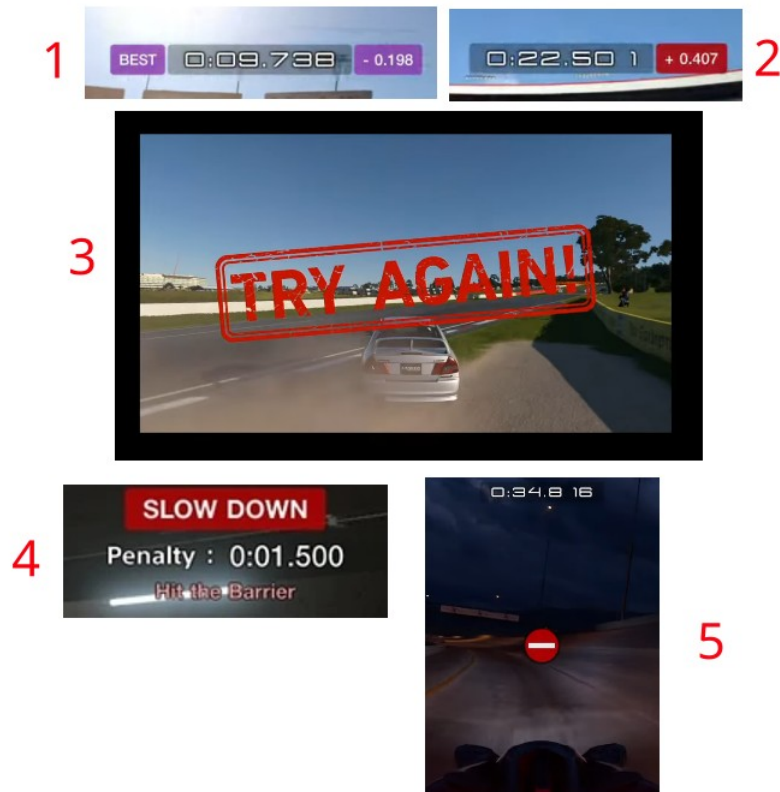 1
BEST 0:09.738 - 0.198
0:22.501 + 0.407
2
3
TRY AGAIN!
4
SLOW DOWN
Penalty : 0:01.500
Hit the Barrier
0:34.816
5